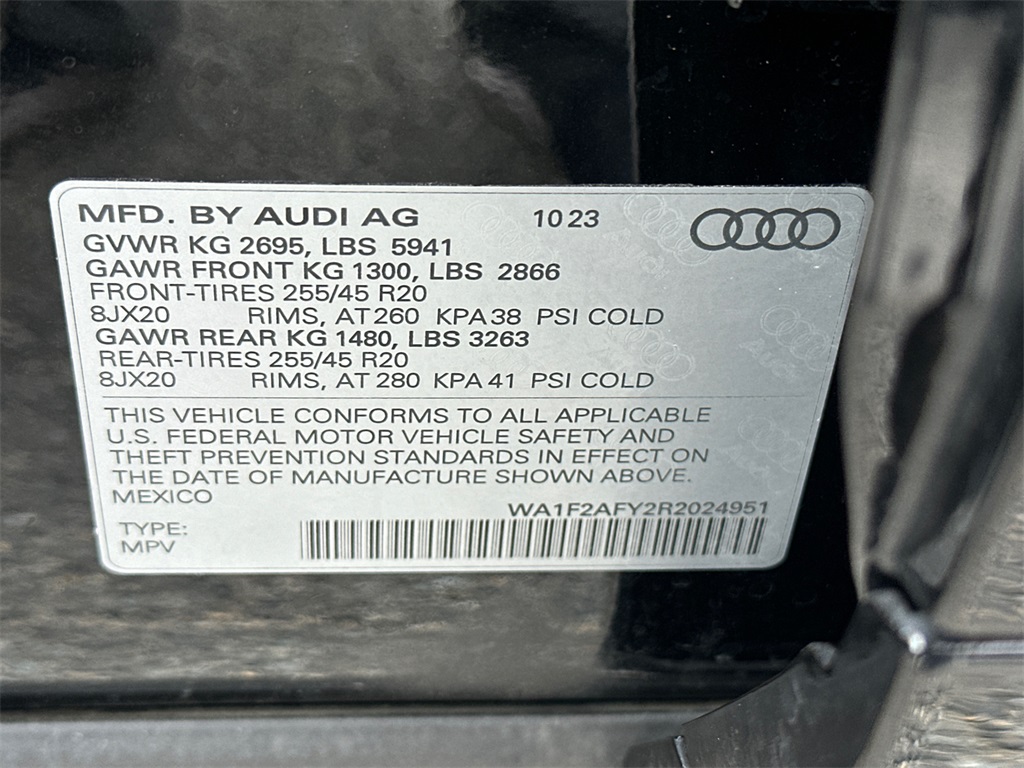 MFD. BY AUDI AG 10 23
GVWR KG 2695, LBS 5941
GAWR FRONT KG 1300, LBS 2866
FRONT-TIRES 255/45 R20
8JX20 RIMS, AT 260 KPA 38 PSI COLD
GAWR REAR KG 1480, LBS 3263
REAR-TIRES 255/45 R20
8JX20 RIMS, AT 280 KPA 41 PSI COLD
THIS VEHICLE CONFORMS TO ALL APPLICABLE
U.S. FEDERAL MOTOR VEHICLE SAFETY AND
THEFT PREVENTION STANDARDS IN EFFECT ON
THE DATE OF MANUFACTURE SHOWN ABOVE.
MEXICO
WA1F2AFY2R2024951
TYPE:
MPV